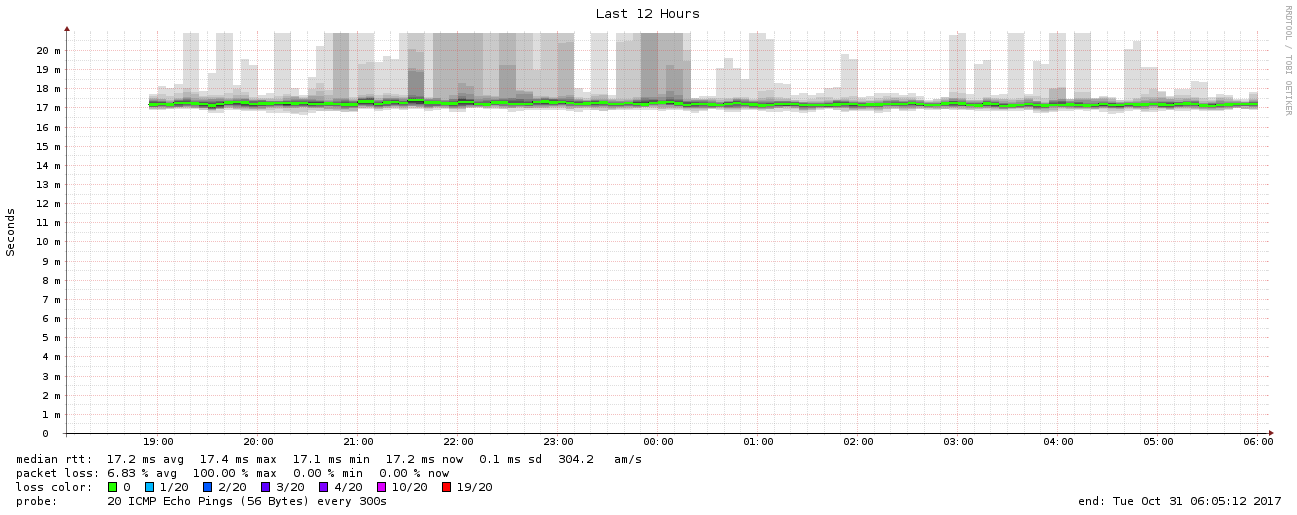 Last 12 Hours
RRDTOOL / TOBI OETIKER
Seconds
20 m
19 m
18 m
17 m
16 m
15 m
14 m
13 m
12 m
11 m
10 m
9 m
8 m
7 m
6 m
5 m
4 m
3 m
2 m
1 m
0
19:00 20:00 21:00 22:00 23:00 00:00 01:00 02:00 03:00 04:00 05:00 06:00
median rtt: 17.2 ms avg 17.4 ms max 17.1 ms min 17.2 ms now 0.1 ms sd 304.2 am/s
packet loss: 6.83 % avg 100.00 % max 0.00 % min 0.00 % now
loss color: 0 1/20 2/20 3/20 4/20 10/20 19/20
probe: 20 ICMP Echo Pings (56 Bytes) every 300s end: Tue Oct 31 06:05:12 2017